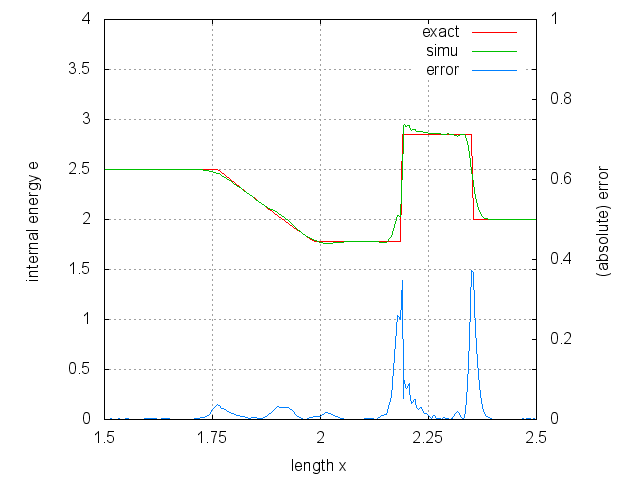 4 1
exact
3.5 simu
error
3 0.8
2.5 0.6
internal energy e
2
(absolute) error
1.5 0.4
1
0.2
0.5
0 0
1.5 1.75 2 2.25 2.5
length x